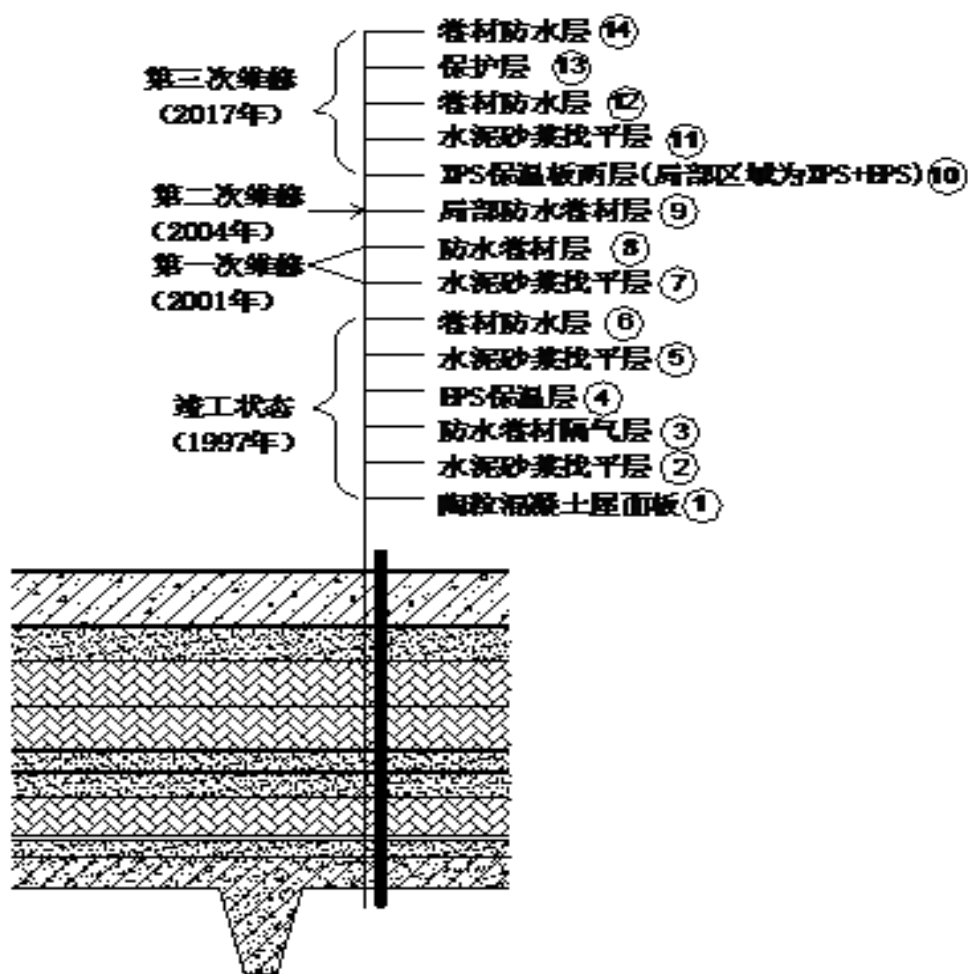 卷材防水层 14
保护层 13
第三次维修
(2017年)
卷材防水层 12
水泥砂浆找平层 11
XPS保温板两层(局部区域为XPS+EPS) 10
第二次维修
(2004年)
局部防水卷材层 9
防水卷材层 8
第一次维修
(2001年)
水泥砂浆找平层 7
卷材防水层 6
水泥砂浆找平层 5
EPS保温层 4
竣工状态
(1997年)
防水卷材隔气层 3
水泥砂浆找平层 2
陶粒混凝土屋面板 1